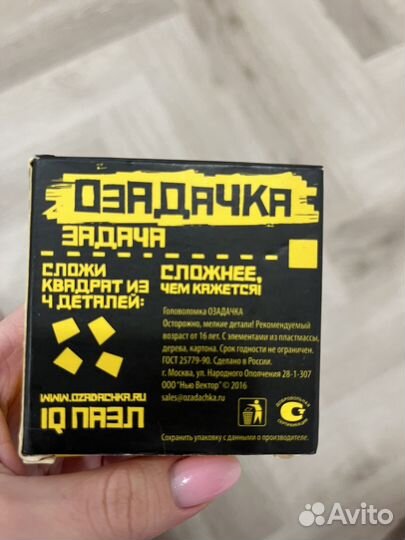 ОЗАДАЧКА
ЗАДАЧА
СЛОЖИ
КВАДРАТ ИЗ
4 ДЕТАЛЕЙ:
СЛОЖНЕЕ,
ЧЕМ КАЖЕТСЯ!
Головоломка ОЗАДАЧКА
Осторожно, мелкие детали! Рекомендуемый
возраст от 16 лет. С элементами из пластмассы,
дерева, картона. Срок годности не ограничен.
ГОСТ 25779-90. Сделано в России.
г. Москва, ул. Народного Ополчения 28-1-307
ООО "Нью Вектор" © 2016
sales@ozadachka.ru
WWW.OZADACHKA.RU
IQ ПАЗЛ
ДОБРОВОЛЬНАЯ
СЕРТИФИКАЦИЯ
Сохранить упаковку с данными о производителе.
Avito